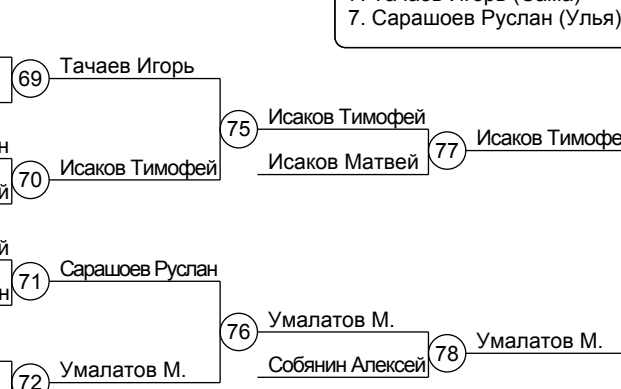 7. Сарашоев Руслан (Улья)
69 Тачаев Игорь
75 Исаков Тимофей
Исаков Матвей
77
70 Исаков Тимофей
71 Сарашоев Руслан
76 Умалатов М.
Собянин Алексей
78 Умалатов М.
72 Умалатов М.